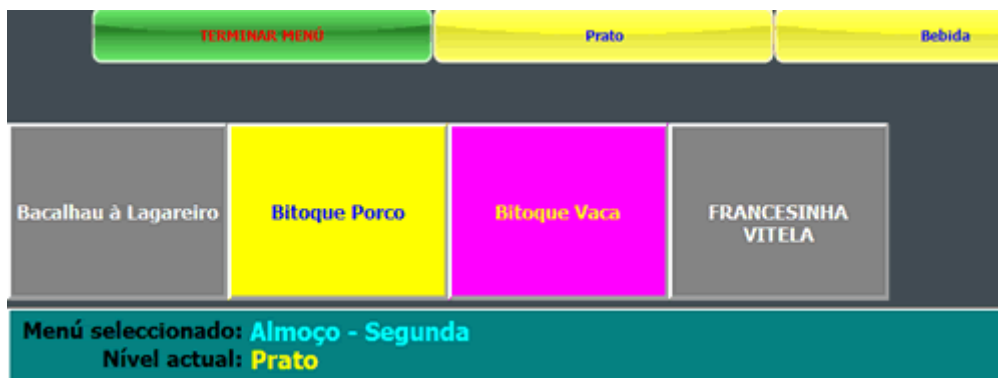 TERMINAR MENÚ
Prato
Bebida
Bacalhau à Lagareiro
Bitoque Porco
Bitoque Vaca
FRANCESINHA
VITELA
Menú seleccionado: Almoço - Segunda
Nível actual: Prato